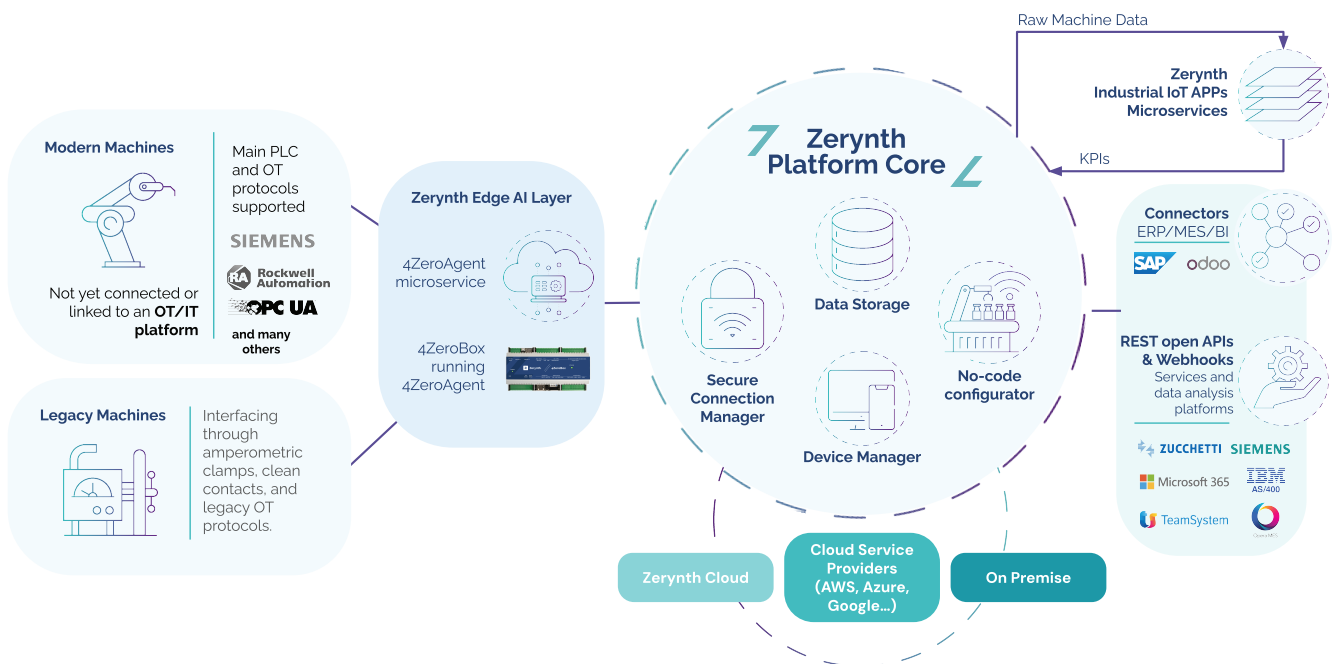 Modern Machines
Not yet connected or
linked to an OT/IT
platform
Main PLC
and OT
protocols
supported
SIEMENS
RA Rockwell
Automation
OPC UA
and many
others
Legacy Machines
Interfacing
through
amperometric
clamps, clean
contacts, and
legacy OT
protocols.
Zerynth Edge AI Layer
4ZeroAgent
microservice
4ZeroBox
running
4ZeroAgent
Zerynth
Platform Core
Data Storage
Secure
Connection
Manager
No-code
configurator
Device Manager
Zerynth Cloud
Cloud Service
Providers
(AWS, Azure,
Google...)
On Premise
Raw Machine Data
Zerynth
Industrial IoT APPs
Microservices
KPIs
Connectors
ERP/MES/BI
SAP
odoo
REST open APIs
& Webhooks
Services and
data analysis
platforms
ZUCCHETTI
SIEMENS
Microsoft 365
IBM
AS/400
TeamSystem